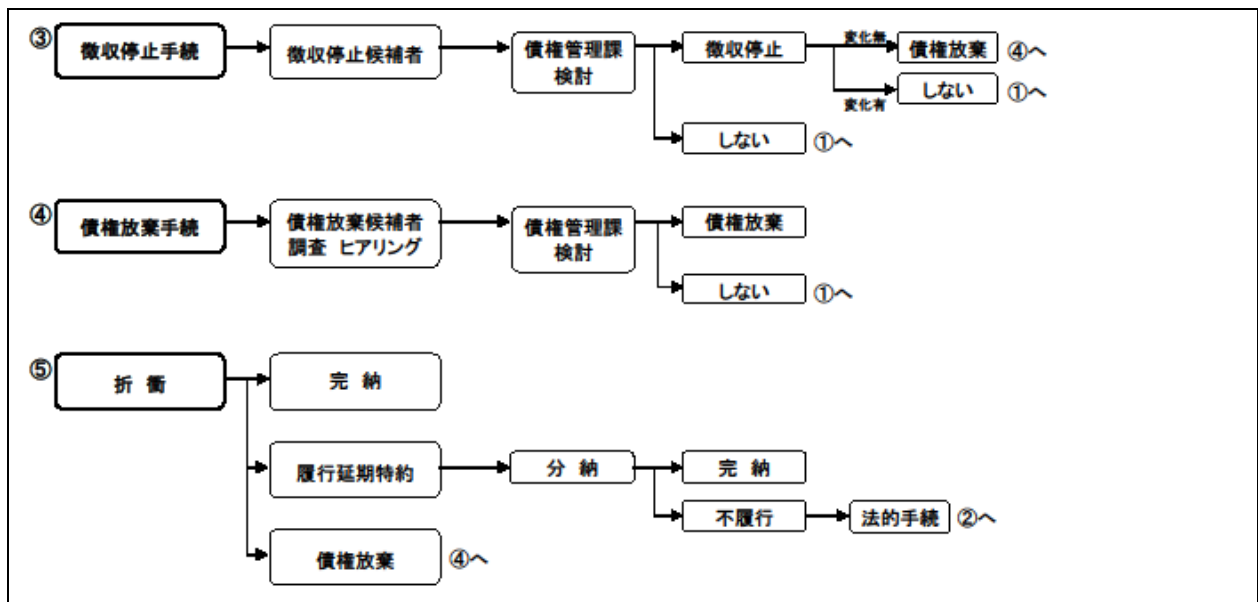 ③
徴収停止手続
徴収停止候補者
債権管理課
検討
徴収停止
変化無
債権放棄
④へ
変化有
しない
①へ
しない
①へ
④
債権放棄手続
債権放棄候補者
調査 ヒアリング
債権管理課
検討
債権放棄
しない
①へ
⑤
折 衝
完 納
履行延期特約
分 納
完 納
不履行
法的手続
②へ
債権放棄
④へ